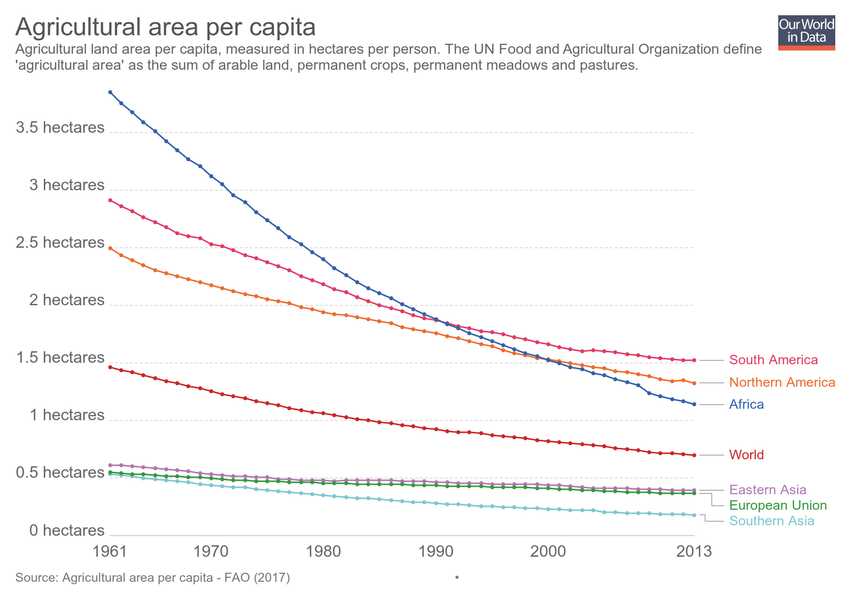 Agricultural area per capita
Our World
in Data
Agricultural land area per capita, measured in hectares per person. The UN Food and Agricultural Organization define
'agricultural area' as the sum of arable land, permanent crops, permanent meadows and pastures.
3.5 hectares
3 hectares
2.5 hectares
2 hectares
1.5 hectares
1 hectares
0.5 hectares
0 hectares
South America
Northern America
Africa
World
Eastern Asia
European Union
Southern Asia
1961
1970
1980
1990
2000
2013
Source: Agricultural area per capita - FAO (2017)
•